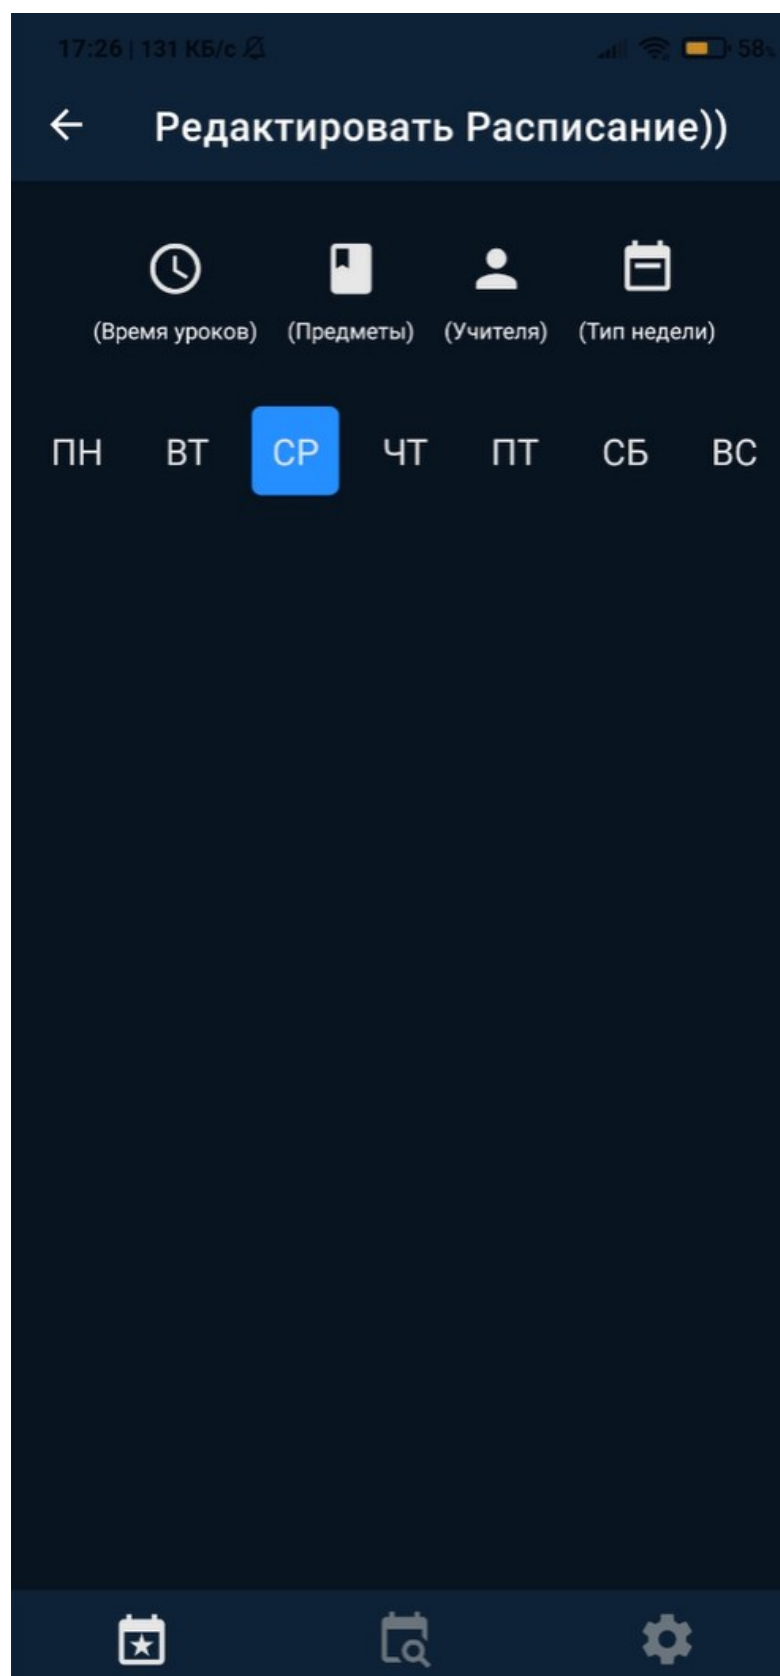 17:26 | 131 КБ/с 58%
Редактировать Расписание))
(Время уроков) (Предметы) (Учителя) (Тип недели)
ПН ВТ СР ЧТ ПТ СБ ВС